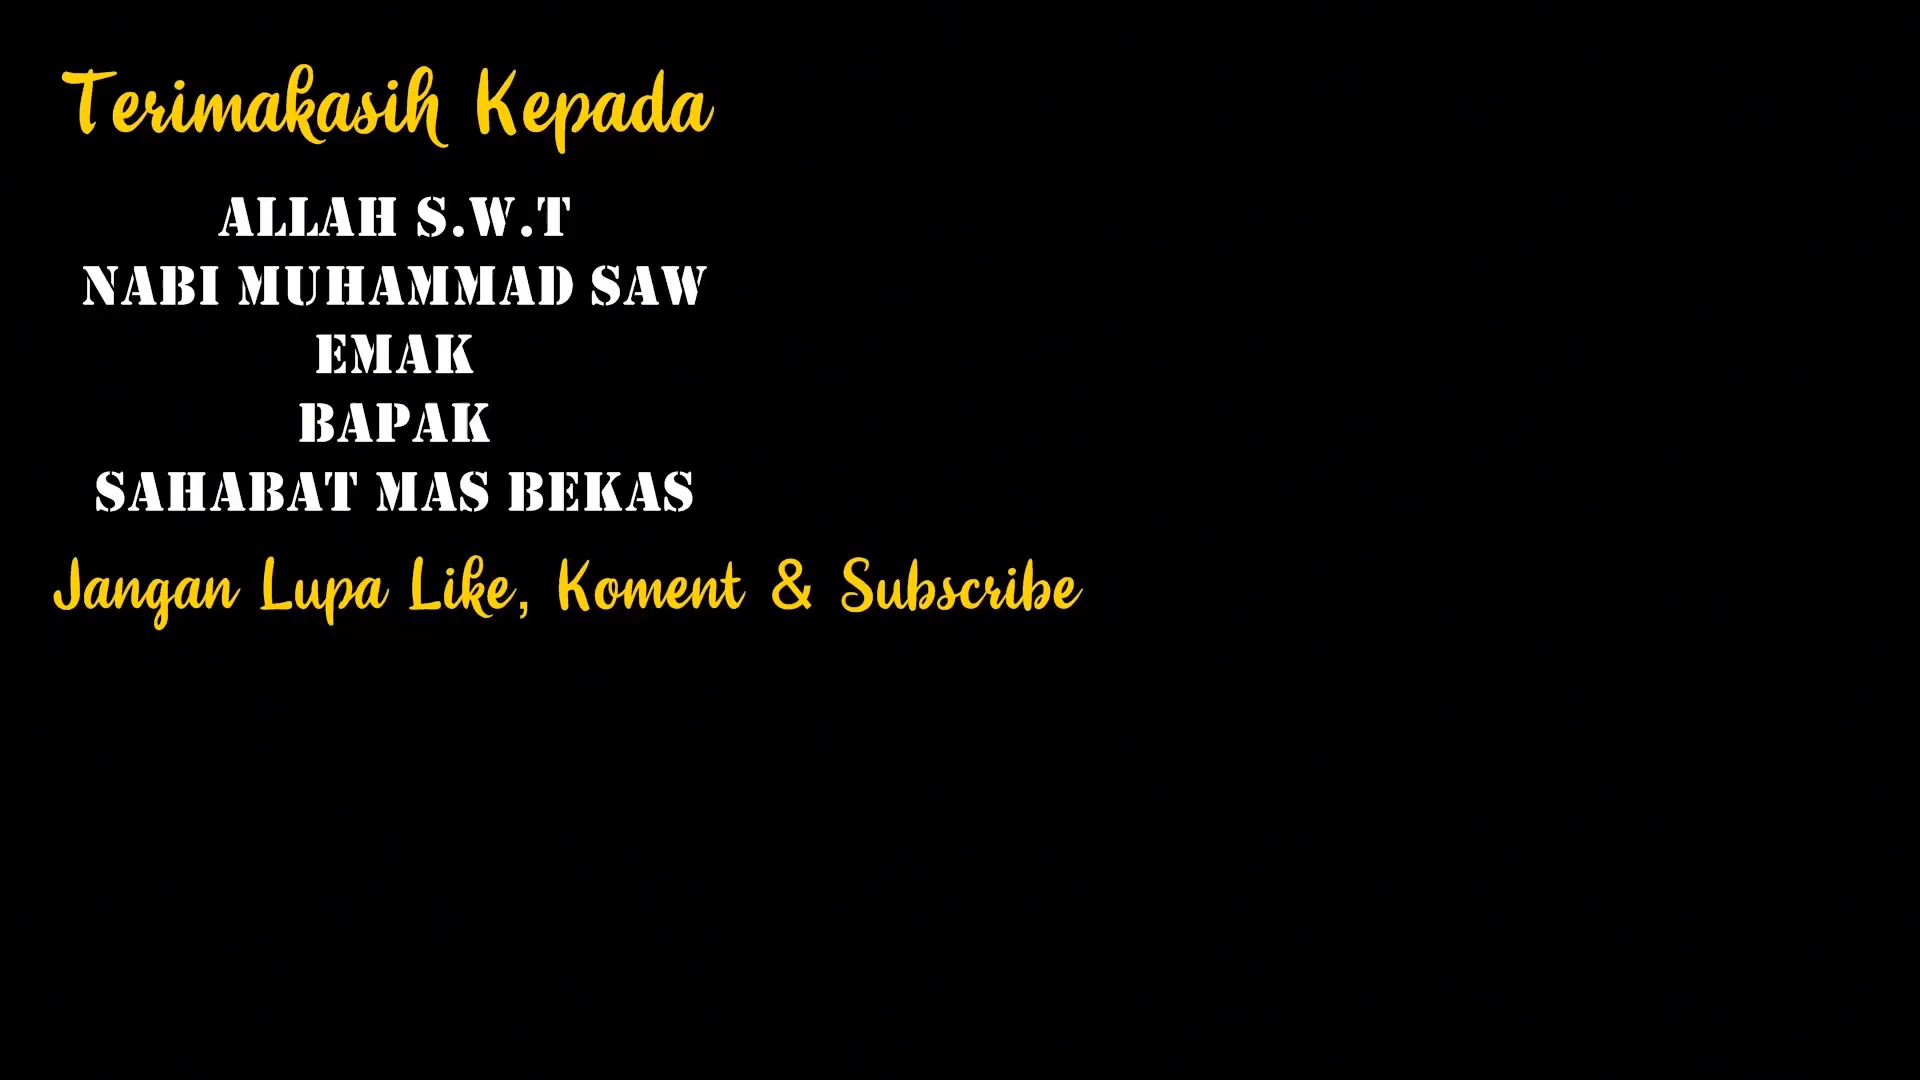 Terimakasih Kepada
ALLAH S.W.T
NABI MUHAMMAD SAW
EMAK
BAPAK
SAHABAT MAS BEKAS
Jangan Lupa Like, Koment & Subscribe